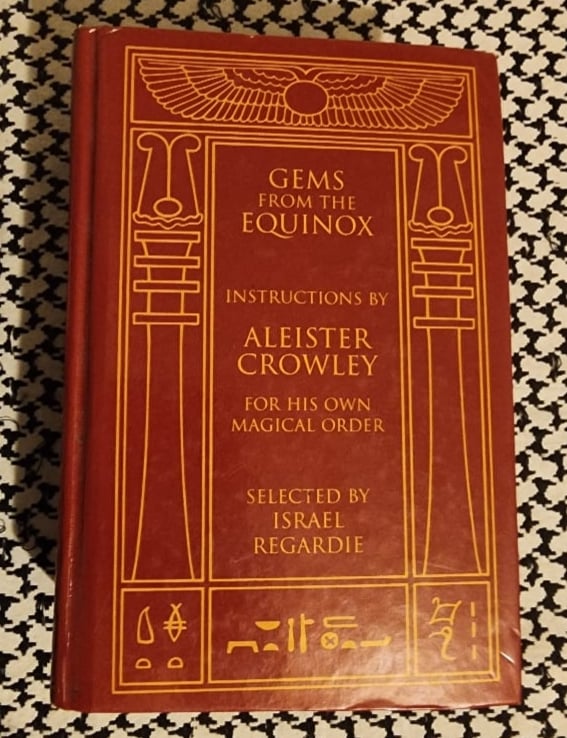 GEMS
FROM THE
EQUINOX
INSTRUCTIONS BY
ALEISTER
CROWLEY
FOR HIS OWN
MAGICAL ORDER
SELECTED BY
ISRAEL
REGARDIE